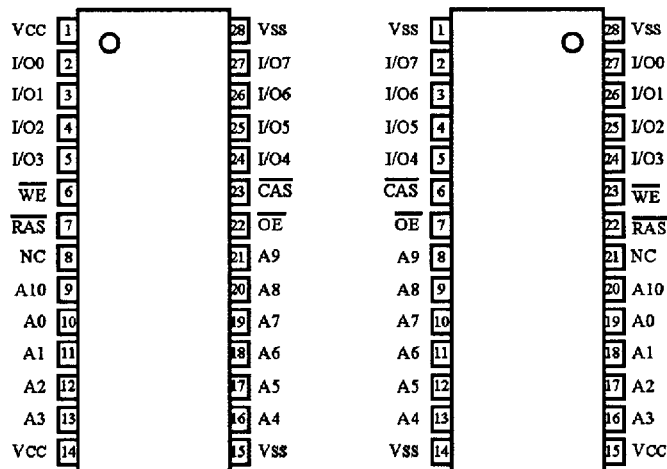 VCC 1 28 VSS VSS 1 28 VSS
I/O0 2 27 I/O7 I/O7 2 27 I/O0
I/O1 3 26 I/O6 I/O6 3 26 I/O1
I/O2 4 25 I/O5 I/O5 4 25 I/O2
I/O3 5 24 I/O4 I/O4 5 24 I/O3
WE 6 23 CAS CAS 6 23 WE
RAS 7 22 OE OE 7 22 RAS
NC 8 21 A9 A9 8 21 NC
A10 9 20 A8 A8 9 20 A10
A0 10 19 A7 A7 10 19 A0
A1 11 18 A6 A6 11 18 A1
A2 12 17 A5 A5 12 17 A2
A3 13 16 A4 A4 13 16 A3
VCC 14 15 VSS VSS 14 15 VCC